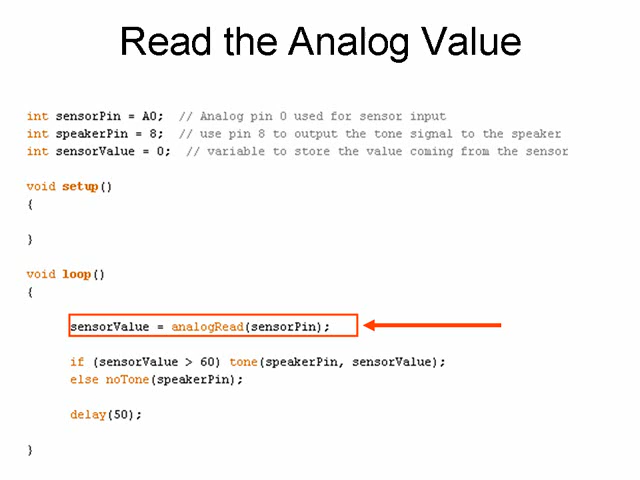 Read the Analog Value
int sensorPin = A0;  // Analog pin 0 used for sensor input
int speakerPin = 8;  // use pin 8 to output the tone signal to the speaker
int sensorValue = 0;  // variable to store the value coming from the sensor
void setup()
{
}
void loop()
{
sensorValue = analogRead(sensorPin);
if (sensorValue > 60) tone(speakerPin, sensorValue);
else noTone(speakerPin);
delay(50);
}